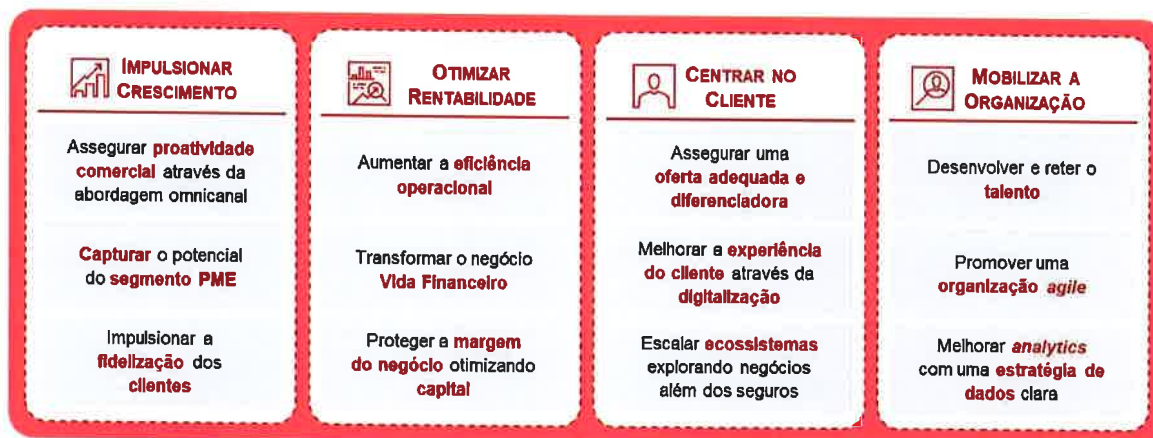 IMPULSIONAR
CRESCIMENTO
Assegurar proatividade
comercial através da
abordagem omnicanal
Capturar o potencial
do segmento PME
Impulsionar a
fidelização dos
clientes
OTIMIZAR
RENTABILIDADE
Aumentar a eficiência
operacional
Transformar o negócio
Vida Financeiro
Proteger a margem
do negócio otimizando
capital
CENTRAR NO
CLIENTE
Assegurar uma
oferta adequada e
diferenciadora
Melhorar a experiência
do cliente através da
digitalização
Escalar ecossistemas
explorando negócios
além dos seguros
MOBILIZAR A
ORGANIZAÇÃO
Desenvolver e reter o
talento
Promover uma
organização agile
Melhorar analytics
com uma estratégia de
dados clara